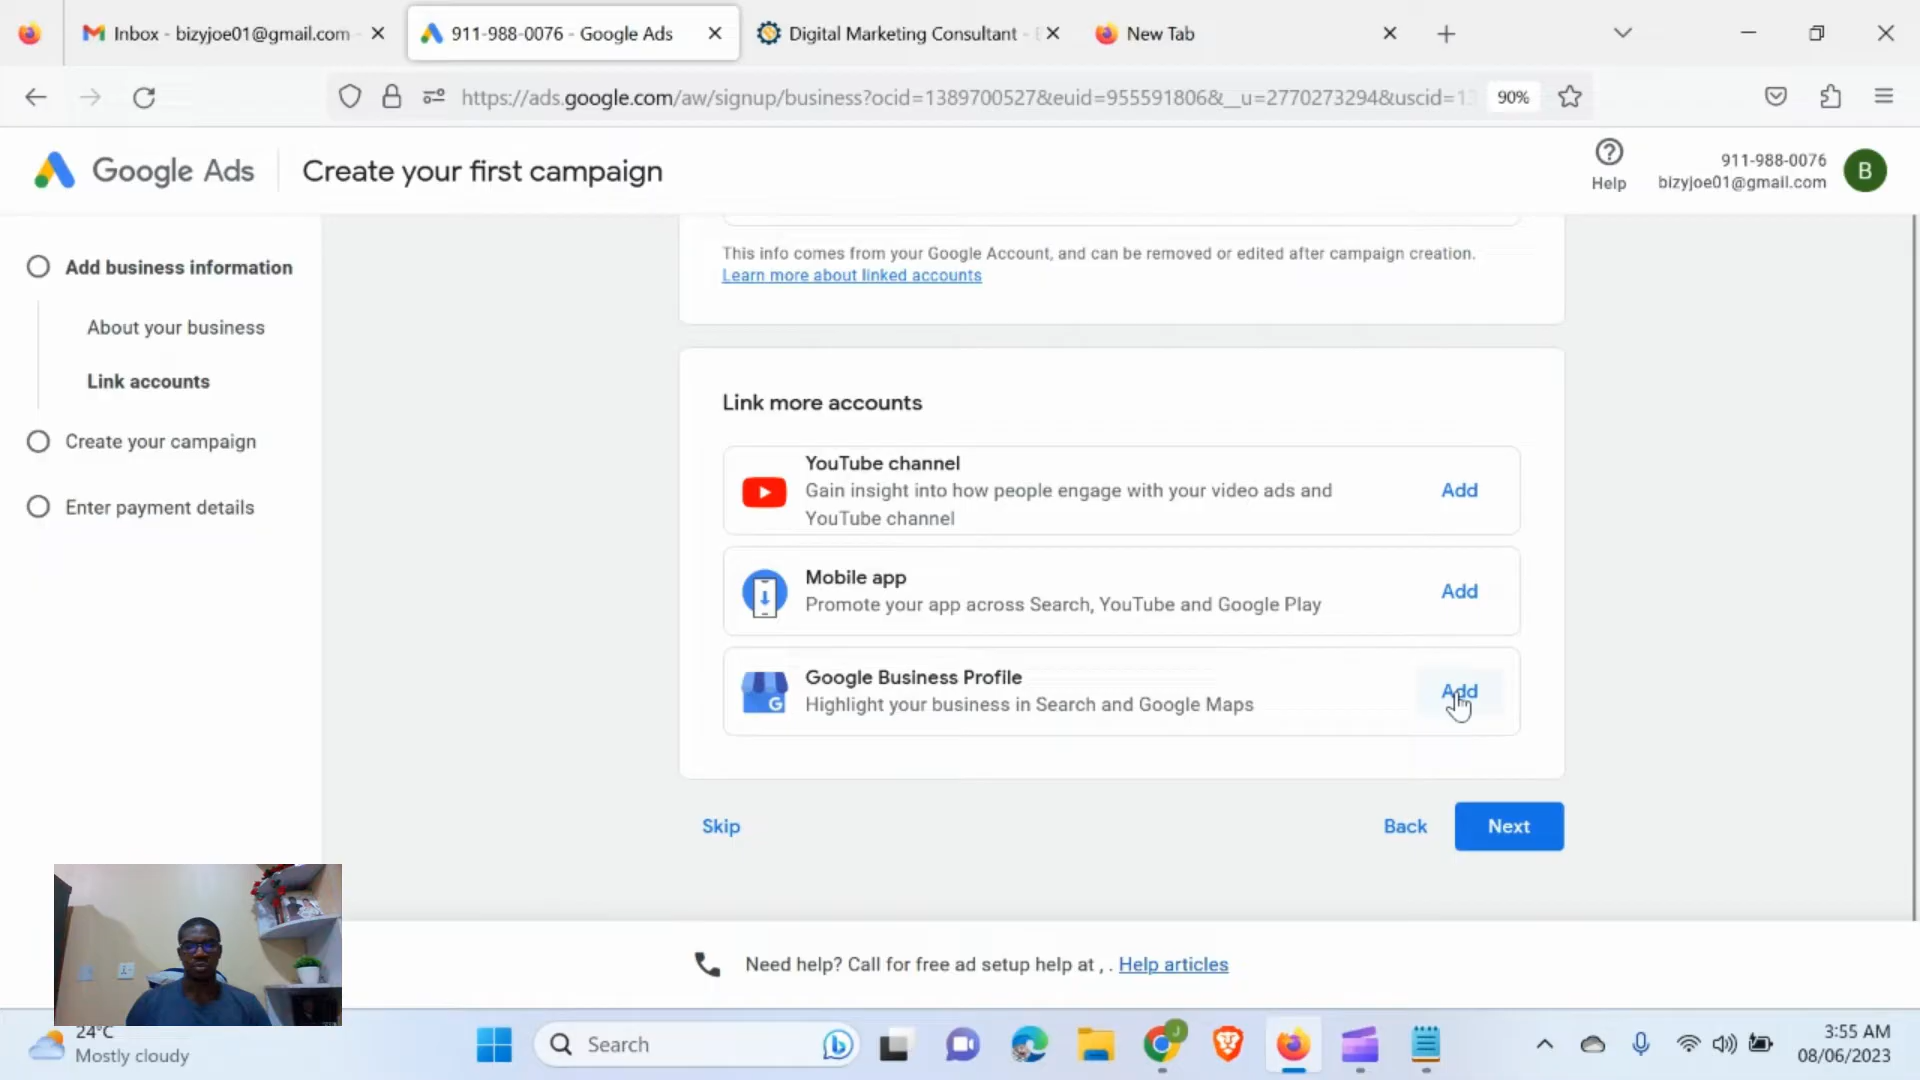 Inbox - bizyjoe01@gmail.com
911-988-0076 - Google Ads
Digital Marketing Consultant -
New Tab
https://ads.google.com/aw/signup/business?ocid=1389700527&euid=955591806&__u=2770273294&uscid=1
90%
Google Ads
Create your first campaign
Help
911-988-0076
bizyjoe01@gmail.com
B
Add business information
About your business
Link accounts
Create your campaign
Enter payment details
This info comes from your Google Account, and can be removed or edited after campaign creation.
Learn more about linked accounts
Link more accounts
YouTube channel
Gain insight into how people engage with your video ads and
YouTube channel
Add
Mobile app
Promote your app across Search, YouTube and Google Play
Add
Google Business Profile
Highlight your business in Search and Google Maps
Add
Skip
Back
Next
Need help? Call for free ad setup help at , . Help articles
24°C
Mostly cloudy
Search
J
3:55 AM
08/06/2023